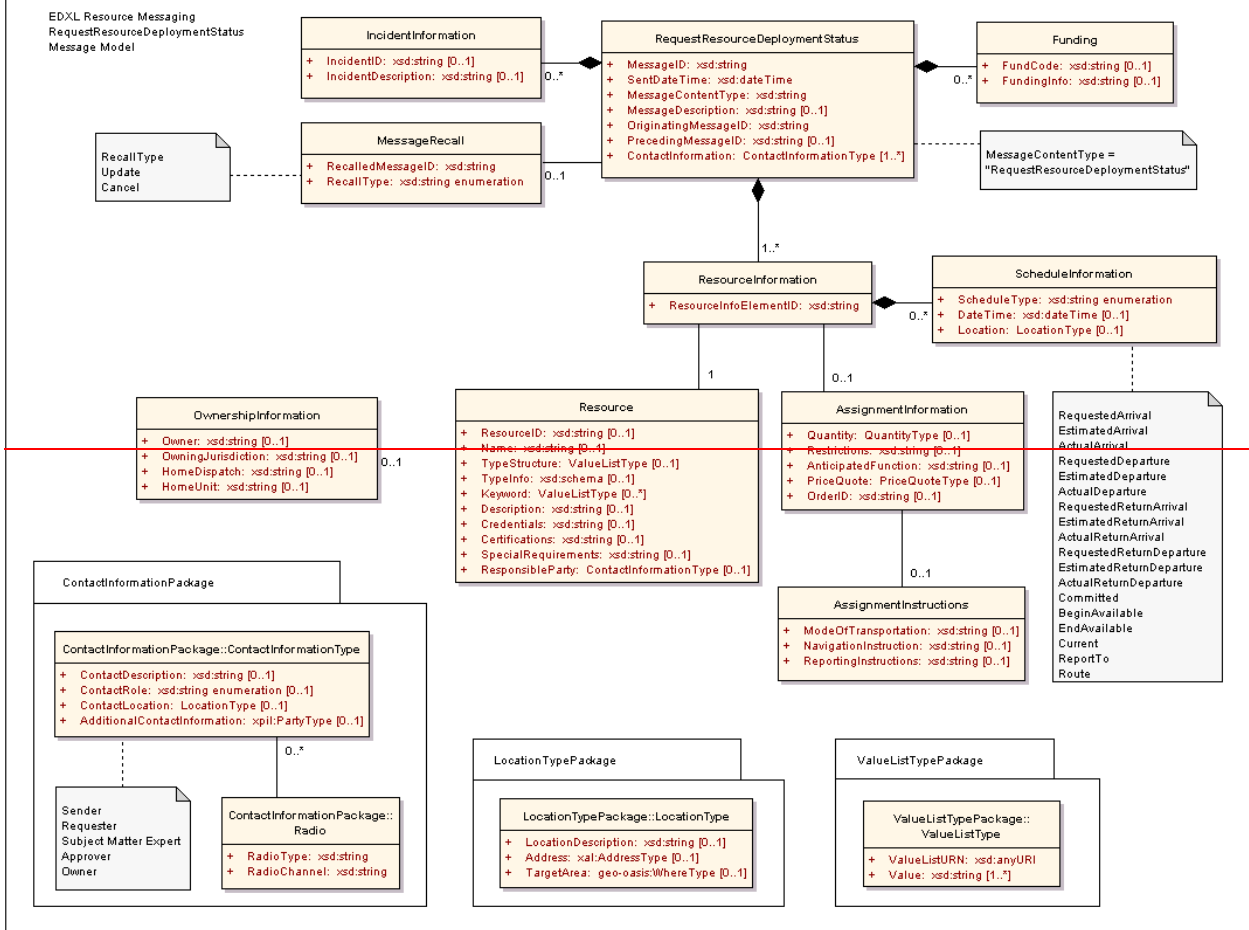 EDXL Resource Messaging
RequestResourceDeploymentStatus
Message Model
IncidentInformation
+ IncidentID: xsd:string [0..1]
+ IncidentDescription: xsd:string [0..1]
0..*
RequestResourceDeploymentStatus
+ MessageID: xsd:string
+ SentDateTime: xsd:dateTime
+ MessageContentType: xsd:string
+ MessageDescription: xsd:string [0..1]
+ OriginatingMessageID: xsd:string
+ PrecedingMessageID: xsd:string [0..1]
+ ContactInformation: ContactInformationType [1..*]
Funding
+ FundCode: xsd:string [0..1]
+ FundingInfo: xsd:string [0..1]
0..*
RecallType
Update
Cancel
MessageRecall
+ RecalledMessageID: xsd:string
+ RecallType: xsd:string enumeration
0..1
MessageContentType =
"RequestResourceDeploymentStatus"
1..*
ResourceInformation
+ ResourceInfoElementID: xsd:string
0..*
ScheduleInformation
+ ScheduleType: xsd:string enumeration
+ DateTime: xsd:dateTime [0..1]
+ Location: LocationType [0..1]
1
0..1
OwnershipInformation
+ Owner: xsd:string [0..1]
+ OwningJurisdiction: xsd:string [0..1]
+ HomeDispatch: xsd:string [0..1]
+ HomeUnit: xsd:string [0..1]
0..1
Resource
+ ResourceID: xsd:string [0..1]
+ Name: xsd:string [0..1]
+ TypeStructure: ValueListType [0..1]
+ TypeInfo: xsd:schema [0..1]
+ Keyword: ValueListType [0..*]
+ Description: xsd:string [0..1]
+ Credentials: xsd:string [0..1]
+ Certifications: xsd:string [0..1]
+ SpecialRequirements: xsd:string [0..1]
+ ResponsibleParty: ContactInformationType [0..1]
AssignmentInformation
+ Quantity: QuantityType [0..1]
+ Restrictions: xsd:string [0..1]
+ AnticipatedFunction: xsd:string [0..1]
+ PriceQuote: PriceQuoteType [0..1]
+ OrderID: xsd:string [0..1]
0..1
RequestedArrival
EstimatedArrival
ActualArrival
RequestedDeparture
EstimatedDeparture
ActualDeparture
RequestedReturnArrival
EstimatedReturnArrival
ActualReturnArrival
RequestedReturnDeparture
EstimatedReturnDeparture
ActualReturnDeparture
Committed
BeginAvailable
EndAvailable
Current
ReportTo
Route
AssignmentInstructions
+ ModeOfTransportation: xsd:string [0..1]
+ NavigationInstruction: xsd:string [0..1]
+ ReportingInstructions: xsd:string [0..1]
ContactInformationPackage
ContactInformationPackage::ContactInformationType
+ ContactDescription: xsd:string [0..1]
+ ContactRole: xsd:string enumeration [0..1]
+ ContactLocation: LocationType [0..1]
+ AdditionalContactInformation: xpil:PartyType [0..1]
0..*
Sender
Requester
Subject Matter Expert
Approver
Owner
ContactInformationPackage::
Radio
+ RadioType: xsd:string
+ RadioChannel: xsd:string
LocationTypePackage
LocationTypePackage::LocationType
+ LocationDescription: xsd:string [0..1]
+ Address: xal:AddressType [0..1]
+ TargetArea: geo-oasis:WhereType [0..1]
ValueListTypePackage
ValueListTypePackage::
ValueListType
+ ValueListURN: xsd:anyURI
+ Value: xsd:string [1..*]